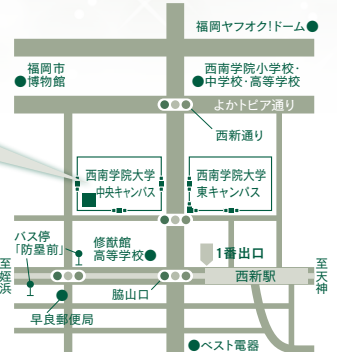 福岡ヤフオク!ドーム
福岡市
博物館
西南学院小学校・
中学校・高等学校
よかトピア通り
西新通り
西南学院大学
中央キャンパス
西南学院大学
東キャンパス
バス停
「防塁前」
修猷館
高等学校
1番出口
至姪浜
西新駅
至天神
脇山口
早良郵便局
ベスト電器